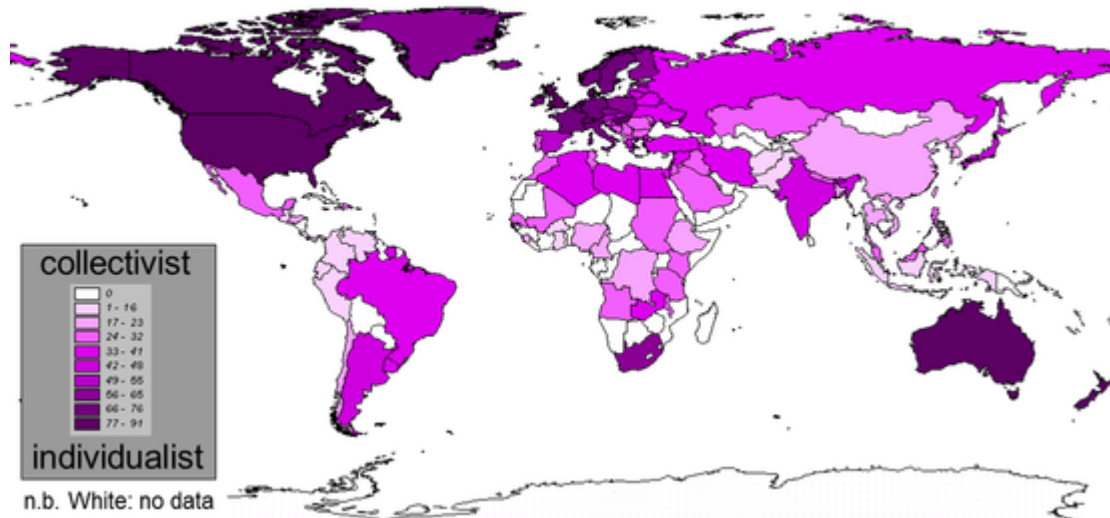 collectivist
0
1 - 16
17 - 23
24 - 32
33 - 41
42 - 48
49 - 55
56 - 65
66 - 76
77 - 91
individualist
n.b. White: no data